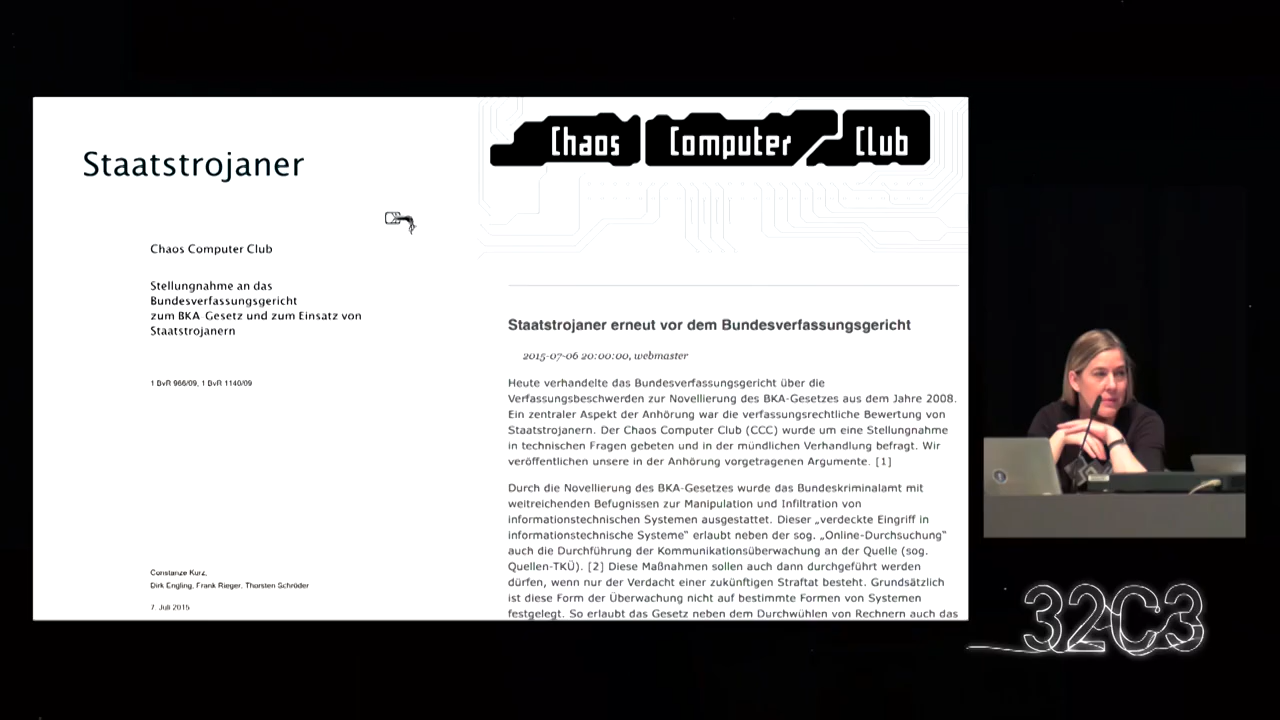 Staatstrojaner
Chaos Computer Club
Stellungnahme an das
Bundesverfassungsgericht
zum BKA-Gesetz und zum Einsatz von
Staatstrojanern
1 BvR 966/09, 1 BvR 1140/09
Constanze Kurz,
Dirk Engling, Frank Rieger, Thorsten Schröder
7. Juli 2015
Chaos Computer Club
Staatstrojaner erneut vor dem Bundesverfassungsgericht
2015-07-06 20:00:00, webmaster
Heute verhandelte das Bundesverfassungsgericht über die
Verfassungsbeschwerden zur Novellierung des BKA-Gesetzes aus dem Jahre 2008.
Ein zentraler Aspekt der Anhörung war die verfassungsrechtliche Bewertung von
Staatstrojanern. Der Chaos Computer Club (CCC) wurde um eine Stellungnahme
in technischen Fragen gebeten und in der mündlichen Verhandlung befragt. Wir
veröffentlichen unsere in der Anhörung vorgetragenen Argumente. [1]
Durch die Novellierung des BKA-Gesetzes wurde das Bundeskriminalamt mit
weitreichenden Befugnissen zur Manipulation und Infiltration von
informationstechnischen Systemen ausgestattet. Dieser „verdeckte Eingriff in
informationstechnische Systeme“ erlaubt neben der sog. „Online-Durchsuchung“
auch die Durchführung der Kommunikationsüberwachung an der Quelle (sog.
Quellen-TKÜ). [2] Diese Maßnahmen sollen auch dann durchgeführt werden
dürfen, wenn nur der Verdacht einer zukünftigen Straftat besteht. Grundsätzlich
ist diese Form der Überwachung nicht auf bestimmte Formen von Systemen
festgelegt. So erlaubt das Gesetz neben dem Durchwühlen von Rechnern auch das
32C3